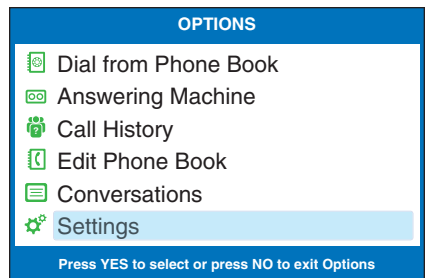 OPTIONS
Dial from Phone Book
Answering Machine
Call History
Edit Phone Book
Conversations
Settings
Press YES to select or press NO to exit Options